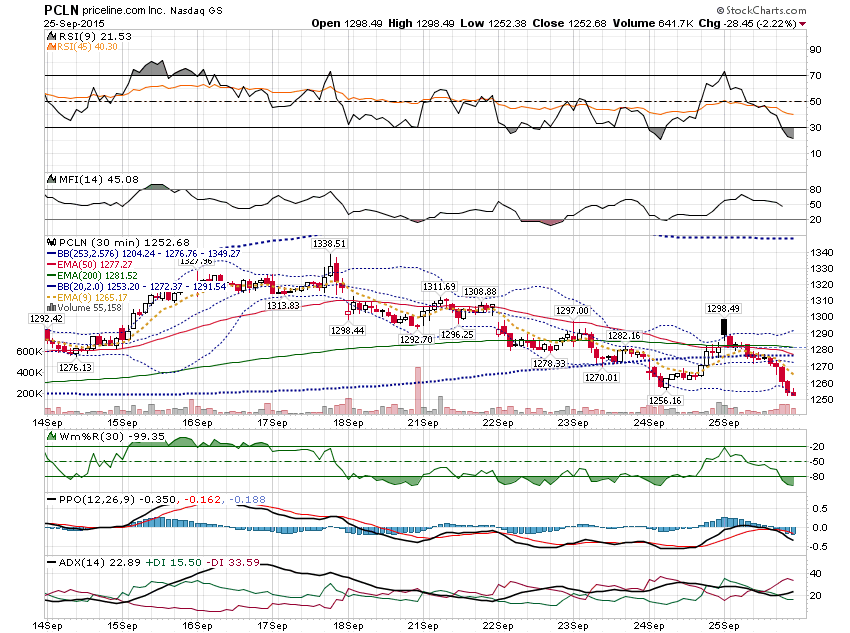 PCLN priceline.com Inc. Nasdaq GS
© StockCharts.com
25-Sep-2015
Open 1298.49 High 1298.49 Low 1252.38 Close 1252.68 Volume 641.7K Chg -28.45 (-2.22%)
RSI(9) 21.53
RSI(45) 40.30
90
70
50
30
10
MFI(14) 45.08
80
50
20
PCLN (30 min) 1252.68
BB(253,2.576) 1204.24 - 1276.76 - 1349.27
EMA(50) 1277.27
EMA(200) 1281.52
BB(20,2.0) 1253.20 - 1272.37 - 1291.54
EMA(9) 1265.17
Volume 55,158
1338.51
1327.96
1313.83
1311.69
1308.88
1298.49
1297.00
1298.44
1292.42
1292.70
1296.25
1282.16
1276.13
1278.33
1270.01
1256.16
1340
1330
1320
1310
1300
1290
1280
1270
1260
1250
600K
400K
200K
14Sep 15Sep 16Sep 17Sep 18Sep 21Sep 22Sep 23Sep 24Sep 25Sep
Wm%R(30) -99.35
-20
-50
-80
PPO(12,26,9) -0.350, -0.162, -0.188
0.5
0.0
-0.5
ADX(14) 22.89 +DI 15.50 -DI 33.59
40
20
14Sep 15Sep 16Sep 17Sep 18Sep 21Sep 22Sep 23Sep 24Sep 25Sep